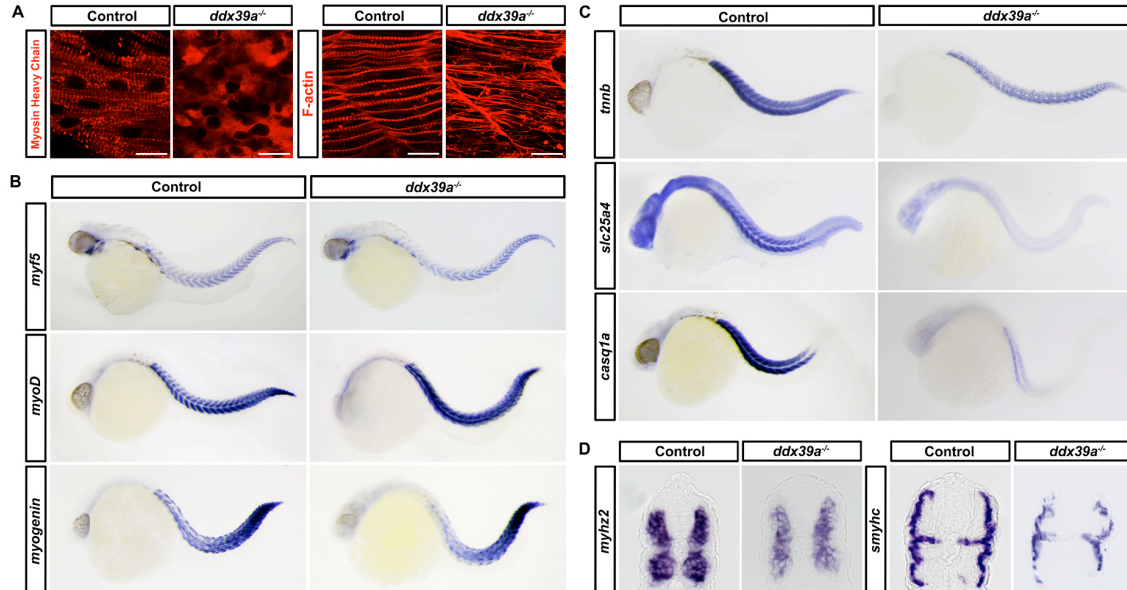 A
Control
ddx39a-/-
Control
ddx39a-/-
Myosin Heavy Chain
F-actin
B
Control
ddx39a-/-
myf5
myoD
myogenin
C
Control
ddx39a-/-
tnnb
slc25a4
casq1a
D
Control
ddx39a-/-
Control
ddx39a-/-
myhz2
smyhc